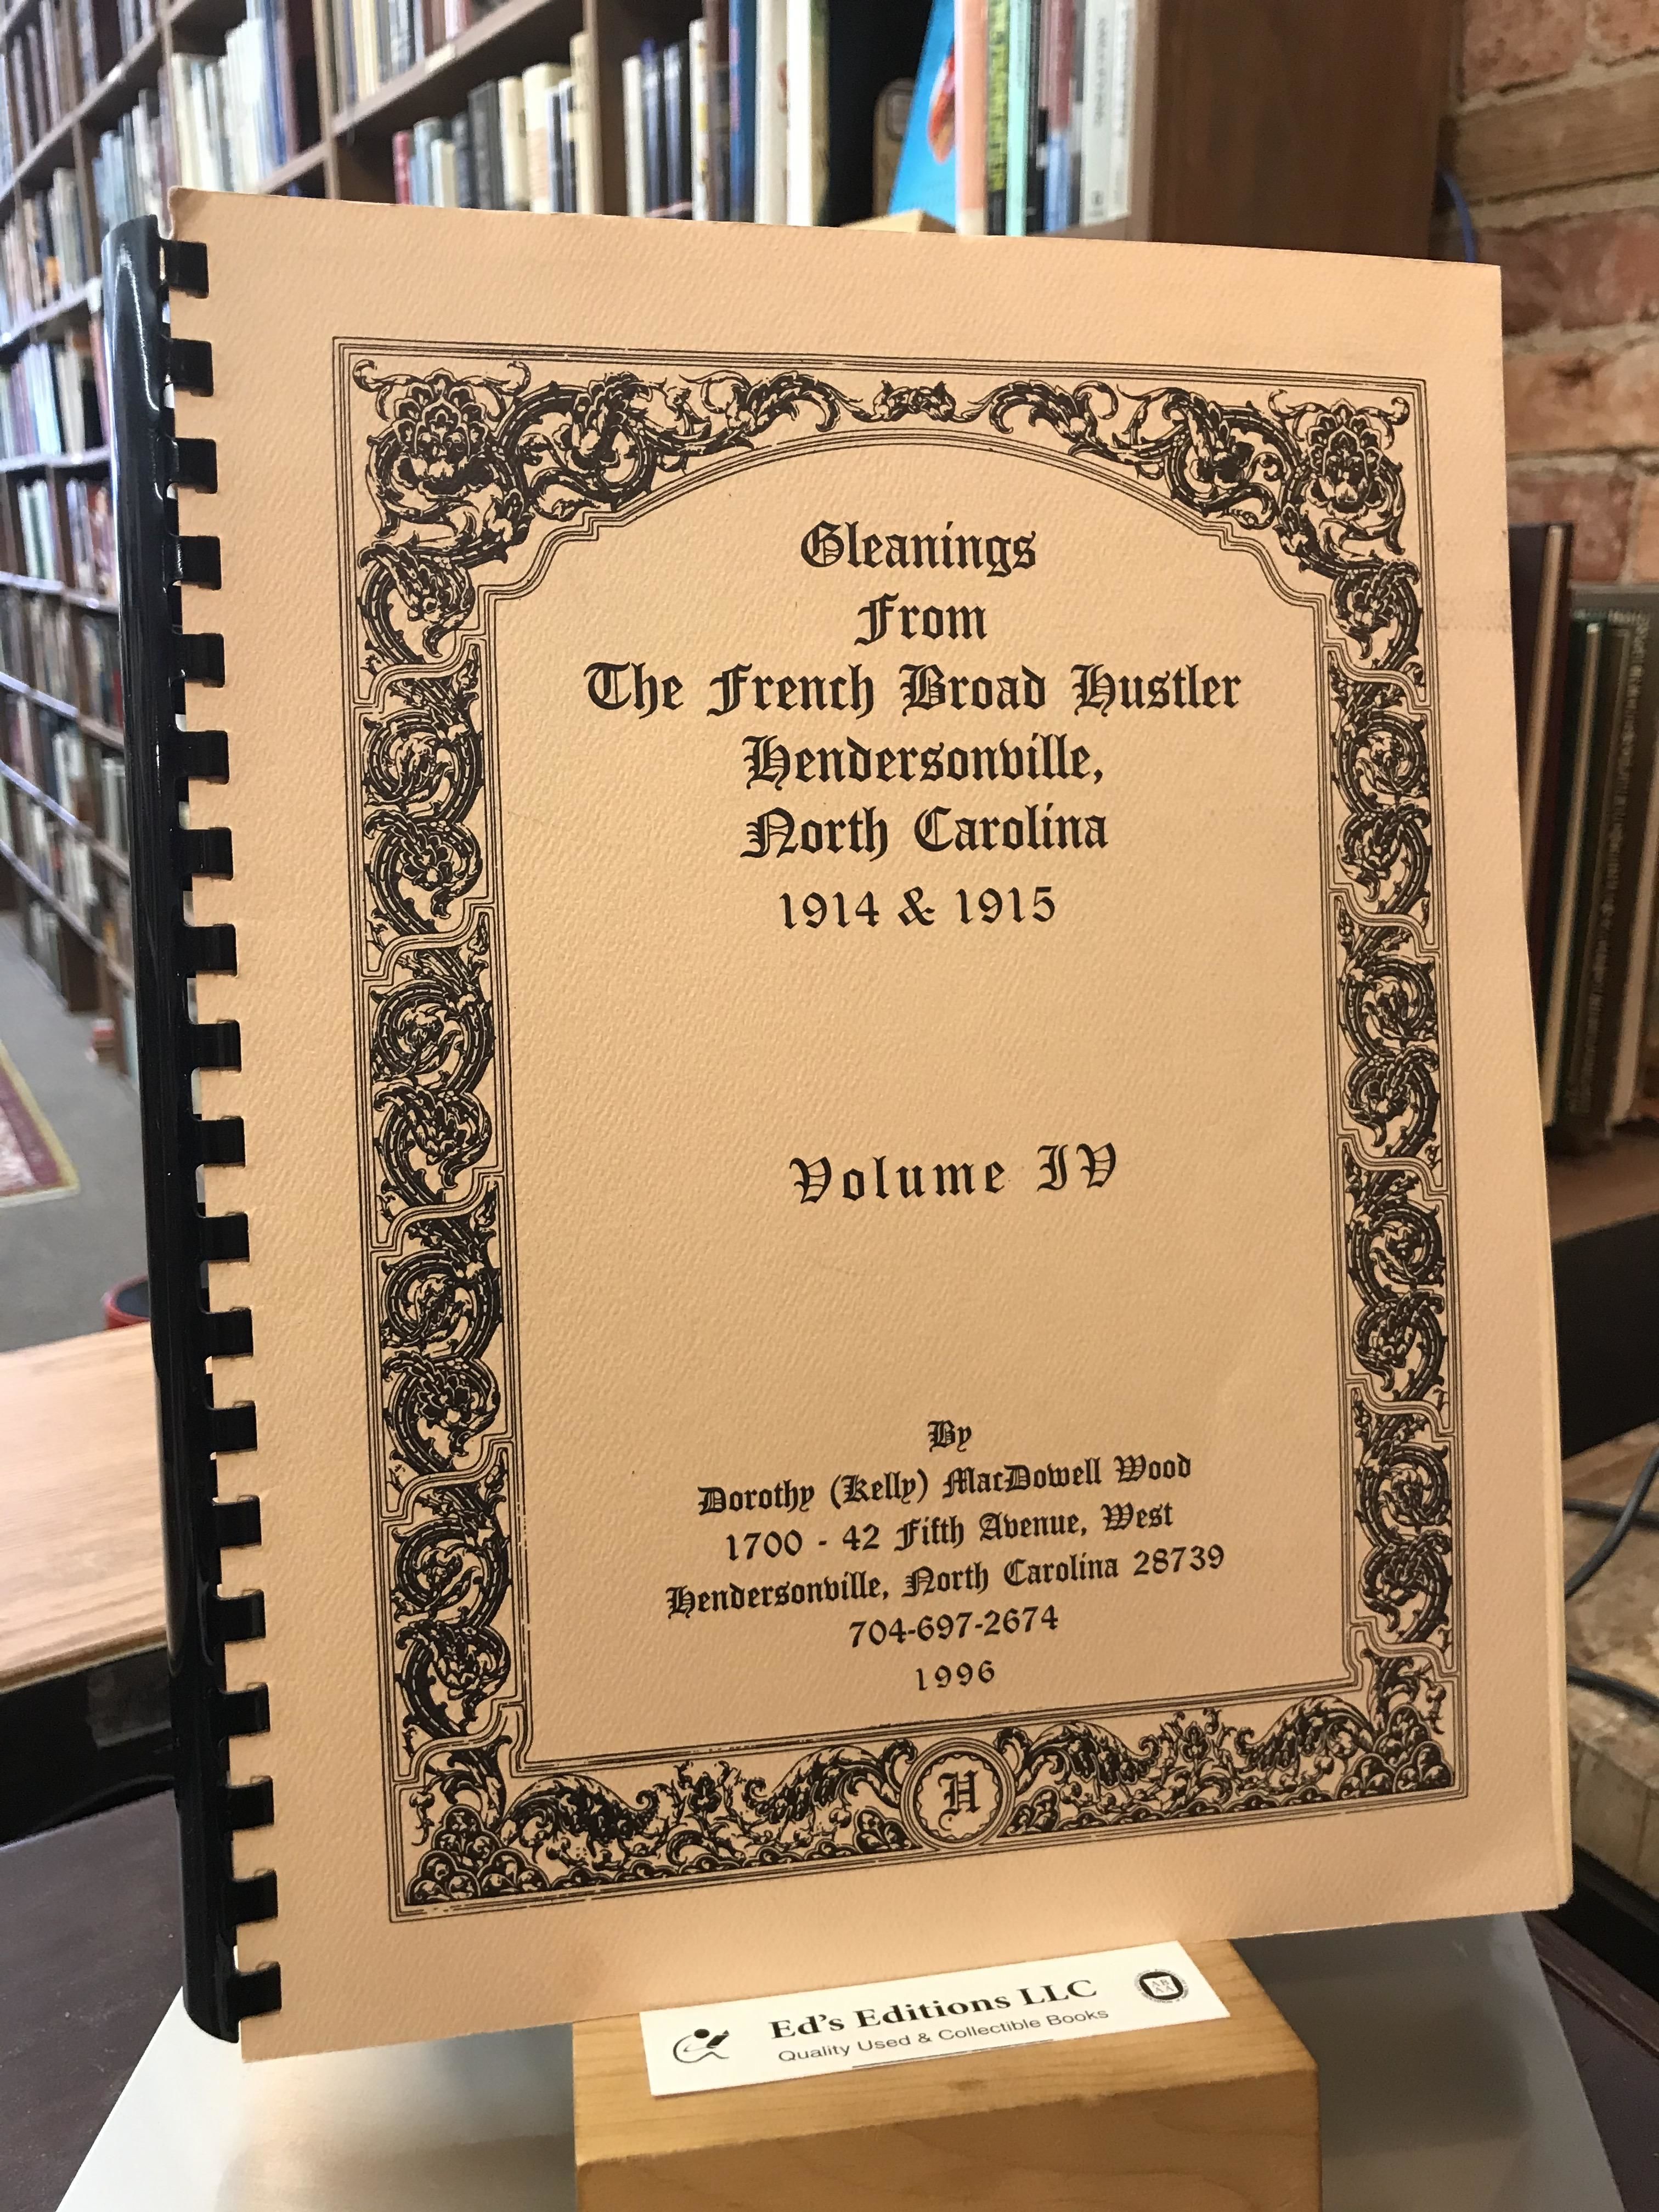 Gleanings
From
The French Broad Hustler
Hendersonville,
North Carolina
1914 & 1915
Volume IV
By
Dorothy (Kelly) MacDowell Wood
1700 - 42 Fifth Avenue, West
Hendersonville, North Carolina 28739
704-697-2674
1996
H
Ed's Editions LLC
Quality Used & Collectible Books
AB
AA